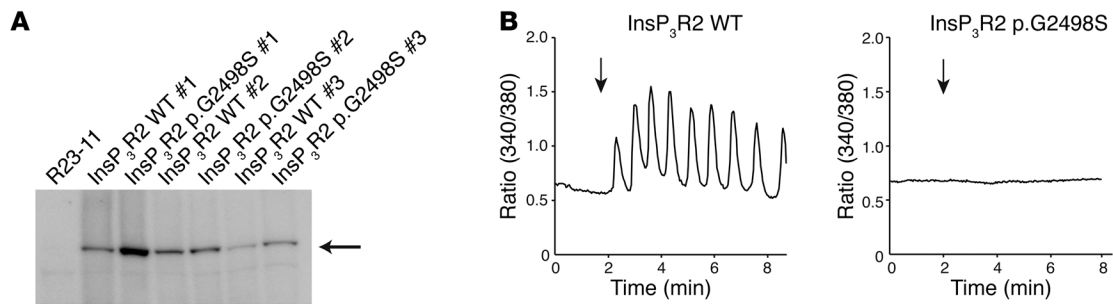 A
R23-11
InsP3R2 WT #1
InsP3R2 p.G2498S #1
InsP3R2 WT #2
InsP3R2 p.G2498S #2
InsP3R2 WT #3
InsP3R2 p.G2498S #3
B
InsP3R2 WT
2.0
1.5
1.0
0.5
0
Ratio (340/380)
0 2 4 6 8
Time (min)
InsP3R2 p.G2498S
2.0
1.5
1.0
0.5
0
Ratio (340/380)
0 2 4 6 8
Time (min)